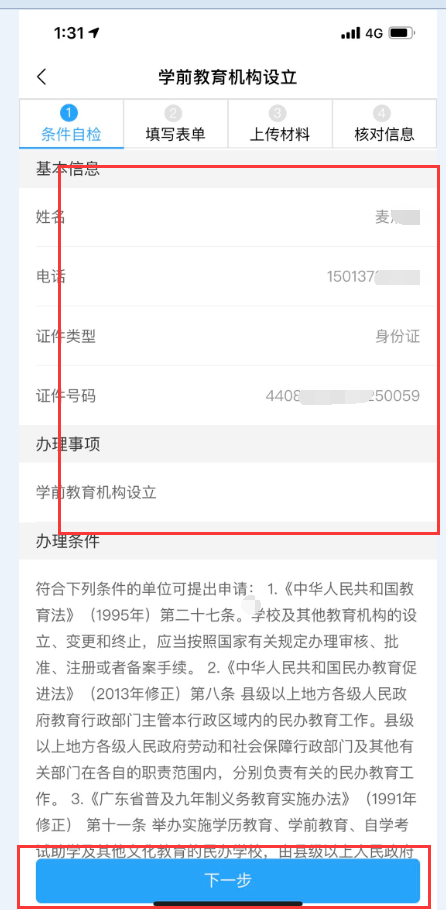 1:31
4G
学前教育机构设立
1
2
3
4
条件自检
填写表单
上传材料
核对信息
基本信息
姓名
麦
电话
150137
证件类型
身份证
证件号码
4408
250059
办理事项
学前教育机构设立
办理条件
符合下列条件的单位可提出申请： 1.《中华人民共和国教
育法》（1995年）第二十七条。学校及其他教育机构的设
立、变更和终止，应当按照国家有关规定办理审核、批
准、注册或者备案手续。 2.《中华人民共和国民办教育促
进法》（2013年修正）第八条 县级以上地方各级人民政
府教育行政部门主管本行政区域内的民办教育工作。县级
以上地方各级人民政府劳动和社会保障行政部门及其他有
关部门在各自的职责范围内，分别负责有关的民办教育工
作。 3.《广东省普及九年制义务教育实施办法》（1991年
修正） 第十一条 举办实施学历教育、学前教育、自学考
试助学及其他文化教育的民办学校，由县级以上人民政府
下一步